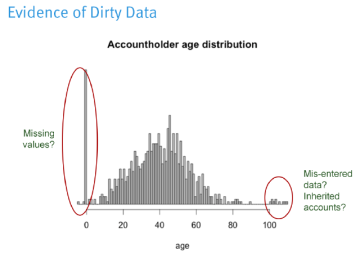 Evidence of Dirty Data
Accountholder age distribution
Missing
values?
Mis-entered
data?
Inherited
accounts?
0 20 40 60 80 100
age